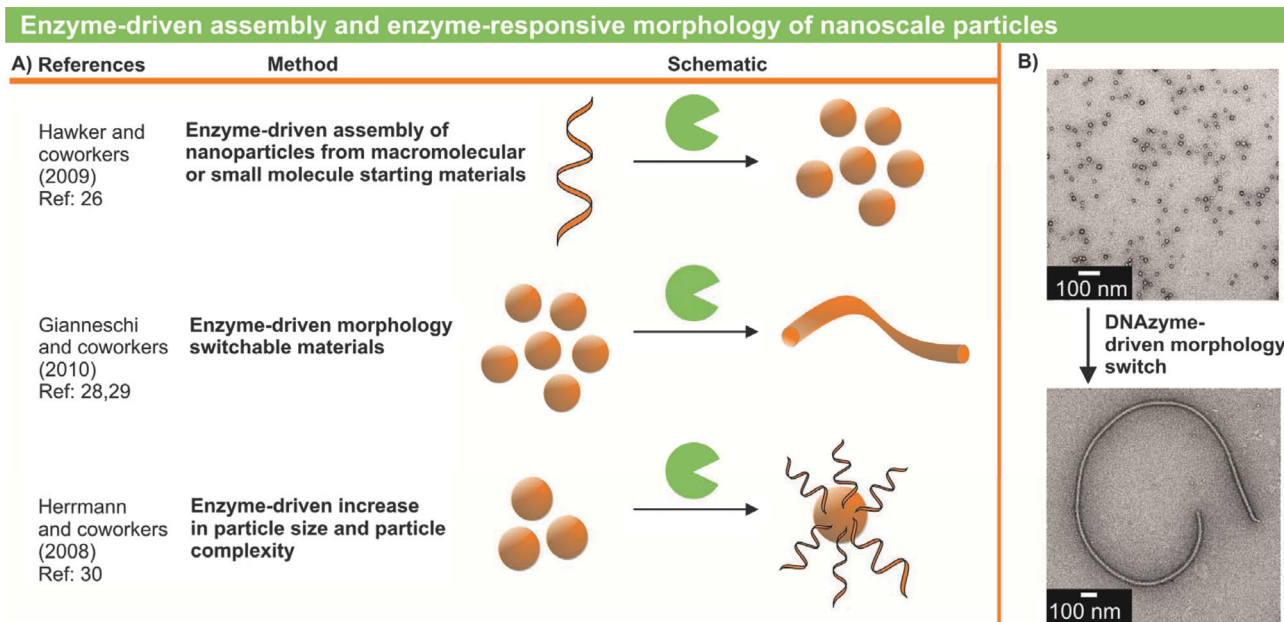 Enzyme-driven assembly and enzyme-responsive morphology of nanoscale particles
A) References
Method
Schematic
Hawker and
coworkers
(2009)
Ref: 26
Enzyme-driven assembly of
nanoparticles from macromolecular
or small molecule starting materials
Gianneschi
and coworkers
(2010)
Ref: 28,29
Enzyme-driven morphology
switchable materials
Herrmann
and coworkers
(2008)
Ref: 30
Enzyme-driven increase
in particle size and particle
complexity
B)
100 nm
DNAzyme-
driven morphology
switch
100 nm